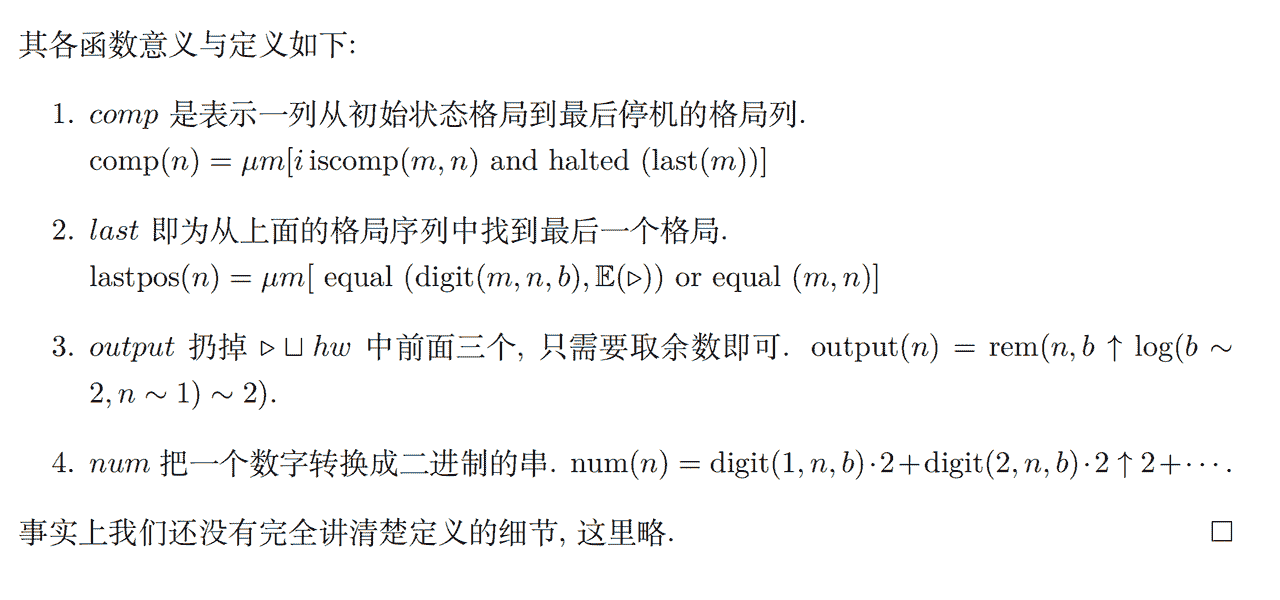 其各函数意义与定义如下:
1. comp 是表示一列从初始状态格局到最后停机的格局列.
comp(n) = μm[i iscomp(m, n) and halted (last(m))]
2. last 即为从上面的格局序列中找到最后一个格局.
lastpos(n) = μm[ equal (digit(m, n, b), 𝔼(▷)) or equal (m, n)]
3. output 扔掉 ▷ ⊔ hw 中前面三个, 只需要取余数即可. output(n) = rem(n, b ↑ log(b ∼
2, n ∼ 1) ∼ 2).
4. num 把一个数字转换成二进制的串. num(n) = digit(1, n, b)·2+digit(2, n, b)·2 ↑ 2+··· .
事实上我们还没有完全讲清楚定义的细节, 这里略. □